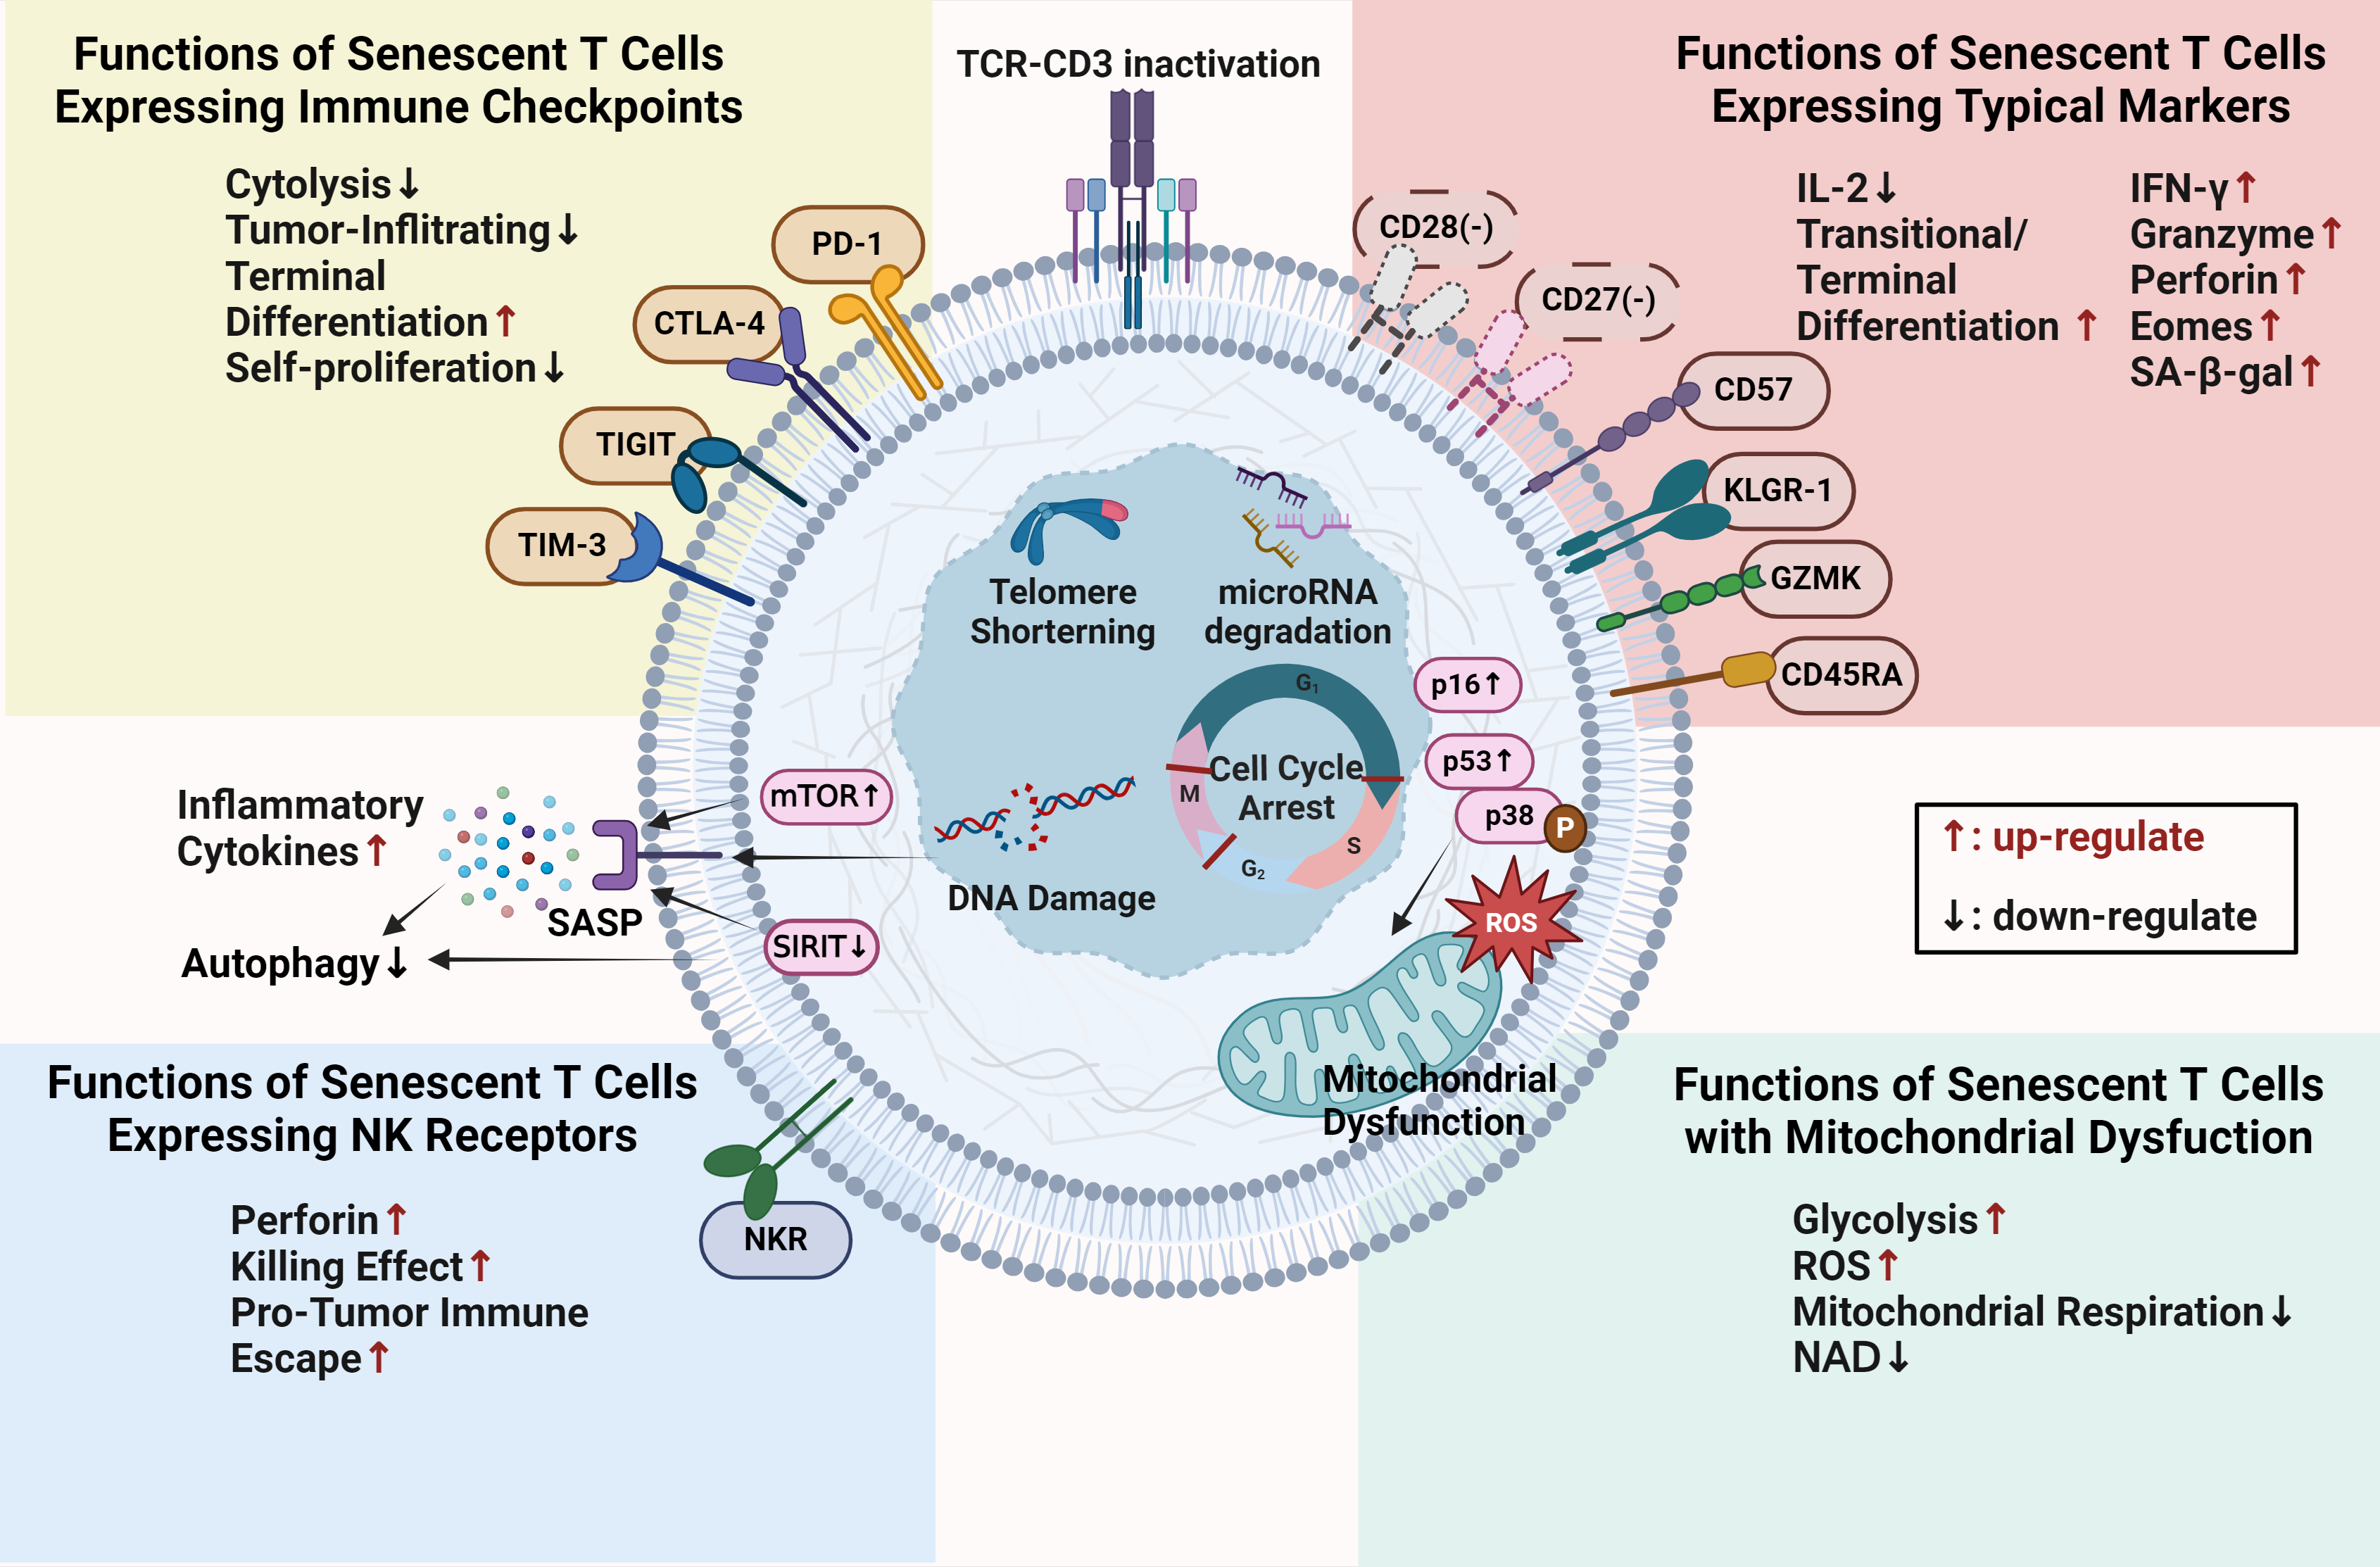 Functions of Senescent T Cells
Expressing Immune Checkpoints
Cytolysis↓
Tumor-Inflitrating↓
Terminal
Differentiation↑
Self-proliferation↓
PD-1
CTLA-4
TIGIT
TIM-3
TCR-CD3 inactivation
Functions of Senescent T Cells
Expressing Typical Markers
IL-2↓
Transitional/
Terminal
Differentiation ↑
IFN-γ↑
Granzyme↑
Perforin↑
Eomes↑
SA-β-gal↑
CD28(-)
CD27(-)
CD57
KLGR-1
GZMK
CD45RA
Telomere
Shorterning
microRNA
degradation
G₁
Cell Cycle
Arrest
M
S
G₂
DNA Damage
p16↑
p53↑
p38
P
ROS
Mitochondrial
Dysfunction
mTOR↑
SIRIT↓
Inflammatory
Cytokines↑
SASP
Autophagy↓
↑: up-regulate
↓: down-regulate
Functions of Senescent T Cells
Expressing NK Receptors
Perforin↑
Killing Effect↑
Pro-Tumor Immune
Escape↑
NKR
Functions of Senescent T Cells
with Mitochondrial Dysfuction
Glycolysis↑
ROS↑
Mitochondrial Respiration↓
NAD↓